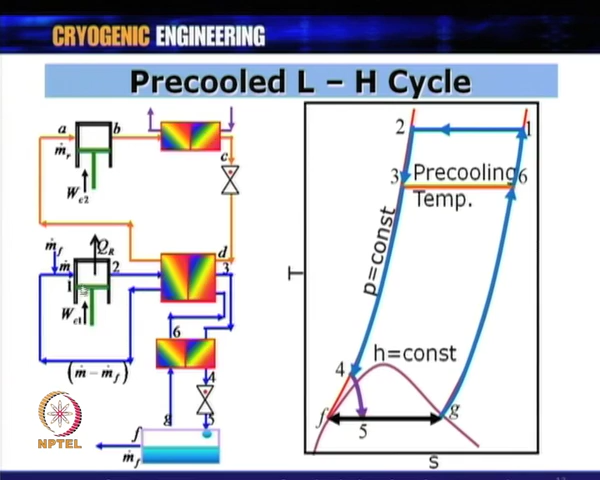 CRYOGENIC ENGINEERING
Precooled L – H Cycle
a
b
ṁr
c
Wc2
d
ṁf
QR
ṁ
1
2
3
Wc1
6
(ṁ - ṁf)
4
g
5
f
ṁf
NPTEL
2
1
3
Precooling
6
Temp.
p=const
T
h=const
4
f
g
5
s